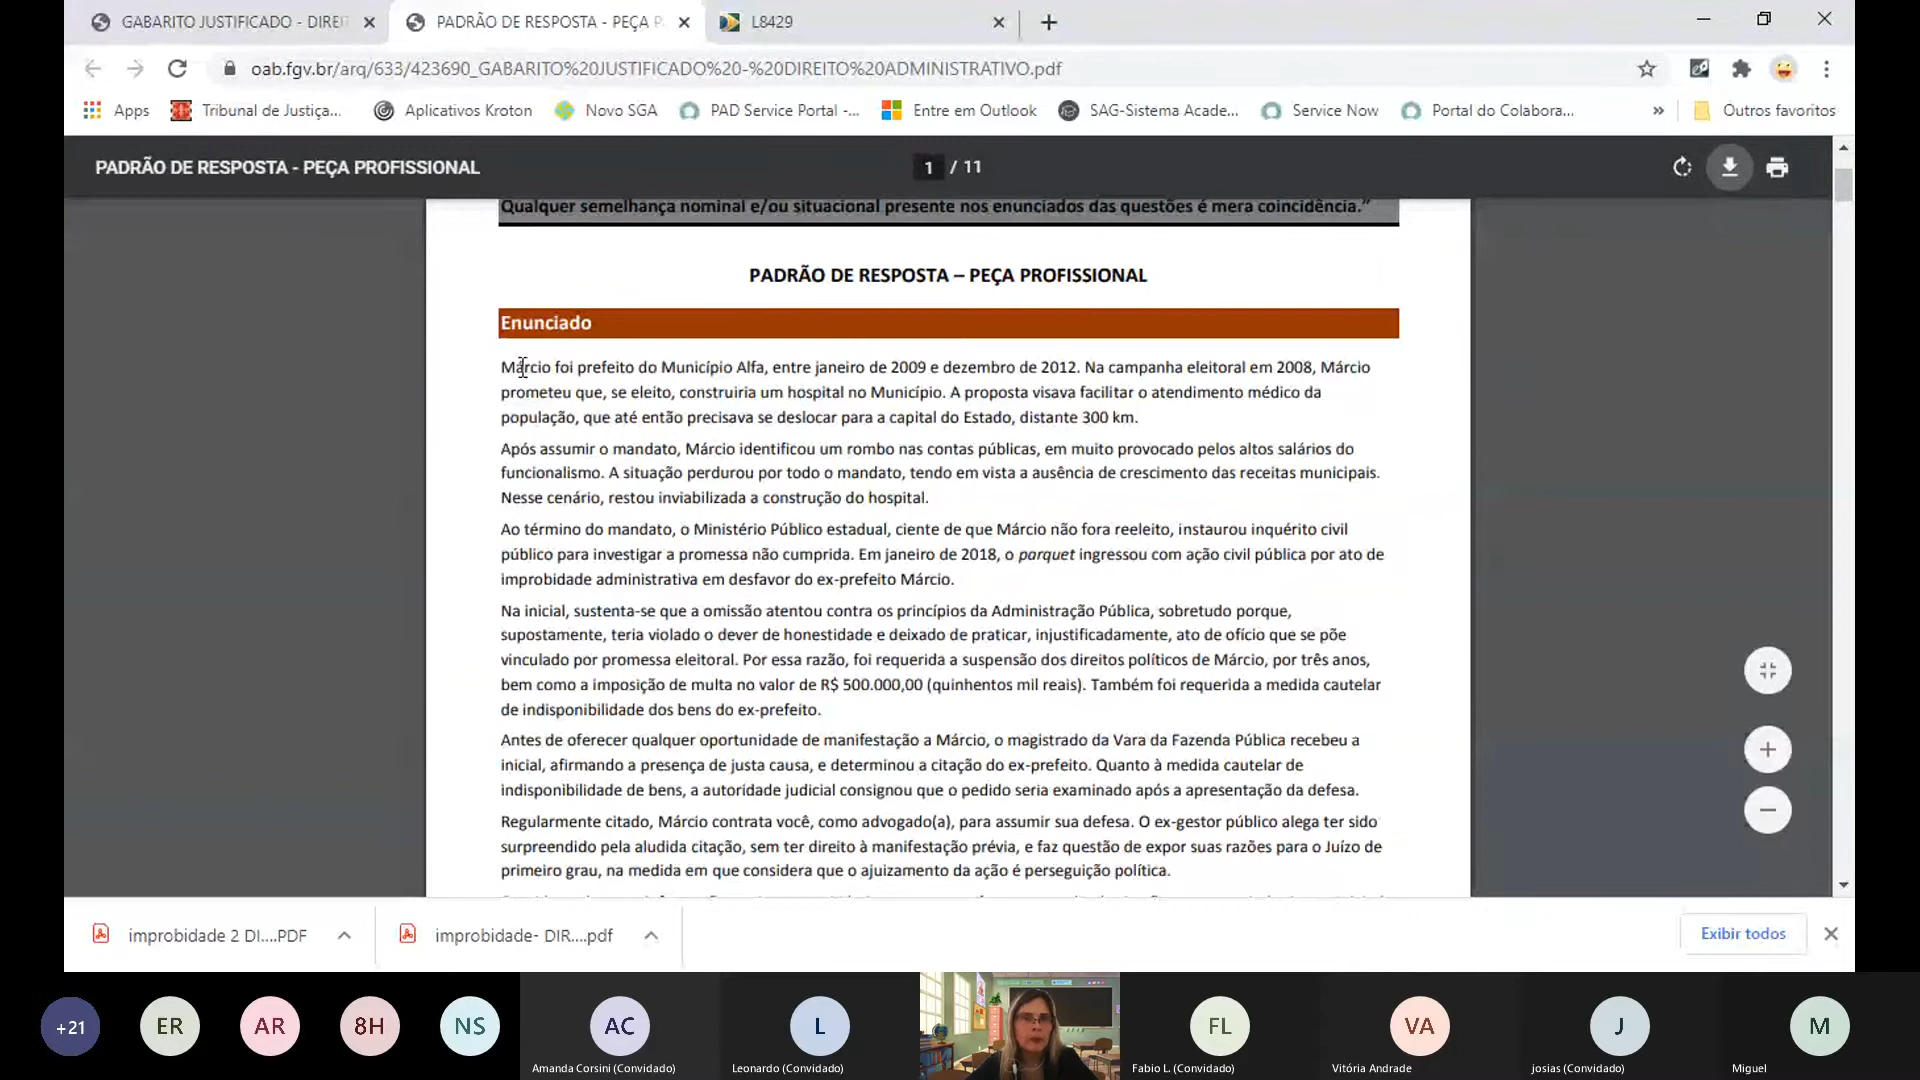 GABARITO JUSTIFICADO - DIREI
PADRÃO DE RESPOSTA - PEÇA P
L8429
oab.fgv.br/arq/633/423690_GABARITO%20JUSTIFICADO%20-%20DIREITO%20ADMINISTRATIVO.pdf
Apps Tribunal de Justiça... Aplicativos Kroton Novo SGA PAD Service Portal -... Entre em Outlook SAG-Sistema Acade... Service Now Portal do Colabora... » Outros favoritos
PADRÃO DE RESPOSTA - PEÇA PROFISSIONAL 1 / 11
Qualquer semelhança nominal e/ou situacional presente nos enunciados das questões é mera coincidência.”
PADRÃO DE RESPOSTA – PEÇA PROFISSIONAL
Enunciado
Márcio foi prefeito do Município Alfa, entre janeiro de 2009 e dezembro de 2012. Na campanha eleitoral em 2008, Márcio
prometeu que, se eleito, construiria um hospital no Município. A proposta visava facilitar o atendimento médico da
população, que até então precisava se deslocar para a capital do Estado, distante 300 km.
Após assumir o mandato, Márcio identificou um rombo nas contas públicas, em muito provocado pelos altos salários do
funcionalismo. A situação perdurou por todo o mandato, tendo em vista a ausência de crescimento das receitas municipais.
Nesse cenário, restou inviabilizada a construção do hospital.
Ao término do mandato, o Ministério Público estadual, ciente de que Márcio não fora reeleito, instaurou inquérito civil
público para investigar a promessa não cumprida. Em janeiro de 2018, o parquet ingressou com ação civil pública por ato de
improbidade administrativa em desfavor do ex-prefeito Márcio.
Na inicial, sustenta-se que a omissão atentou contra os princípios da Administração Pública, sobretudo porque,
supostamente, teria violado o dever de honestidade e deixado de praticar, injustificadamente, ato de ofício que se põe
vinculado por promessa eleitoral. Por essa razão, foi requerida a suspensão dos direitos políticos de Márcio, por três anos,
bem como a imposição de multa no valor de R$ 500.000,00 (quinhentos mil reais). Também foi requerida a medida cautelar
de indisponibilidade dos bens do ex-prefeito.
Antes de oferecer qualquer oportunidade de manifestação a Márcio, o magistrado da Vara da Fazenda Pública recebeu a
inicial, afirmando a presença de justa causa, e determinou a citação do ex-prefeito. Quanto à medida cautelar de
indisponibilidade de bens, a autoridade judicial consignou que o pedido seria examinado após a apresentação da defesa.
Regularmente citado, Márcio contrata você, como advogado(a), para assumir sua defesa. O ex-gestor público alega ter sido
surpreendido pela aludida citação, sem ter direito à manifestação prévia, e faz questão de expor suas razões para o Juízo de
primeiro grau, na medida em que considera que o ajuizamento da ação é perseguição política.
improbidade 2 DI....PDF improbidade- DIR....pdf Exibir todos
+21 ER AR 8H NS AC L FL VA J M
Amanda Corsini (Convidado) Leonardo (Convidado) Fabio L. (Convidado) Vitória Andrade josias (Convidado) Miguel